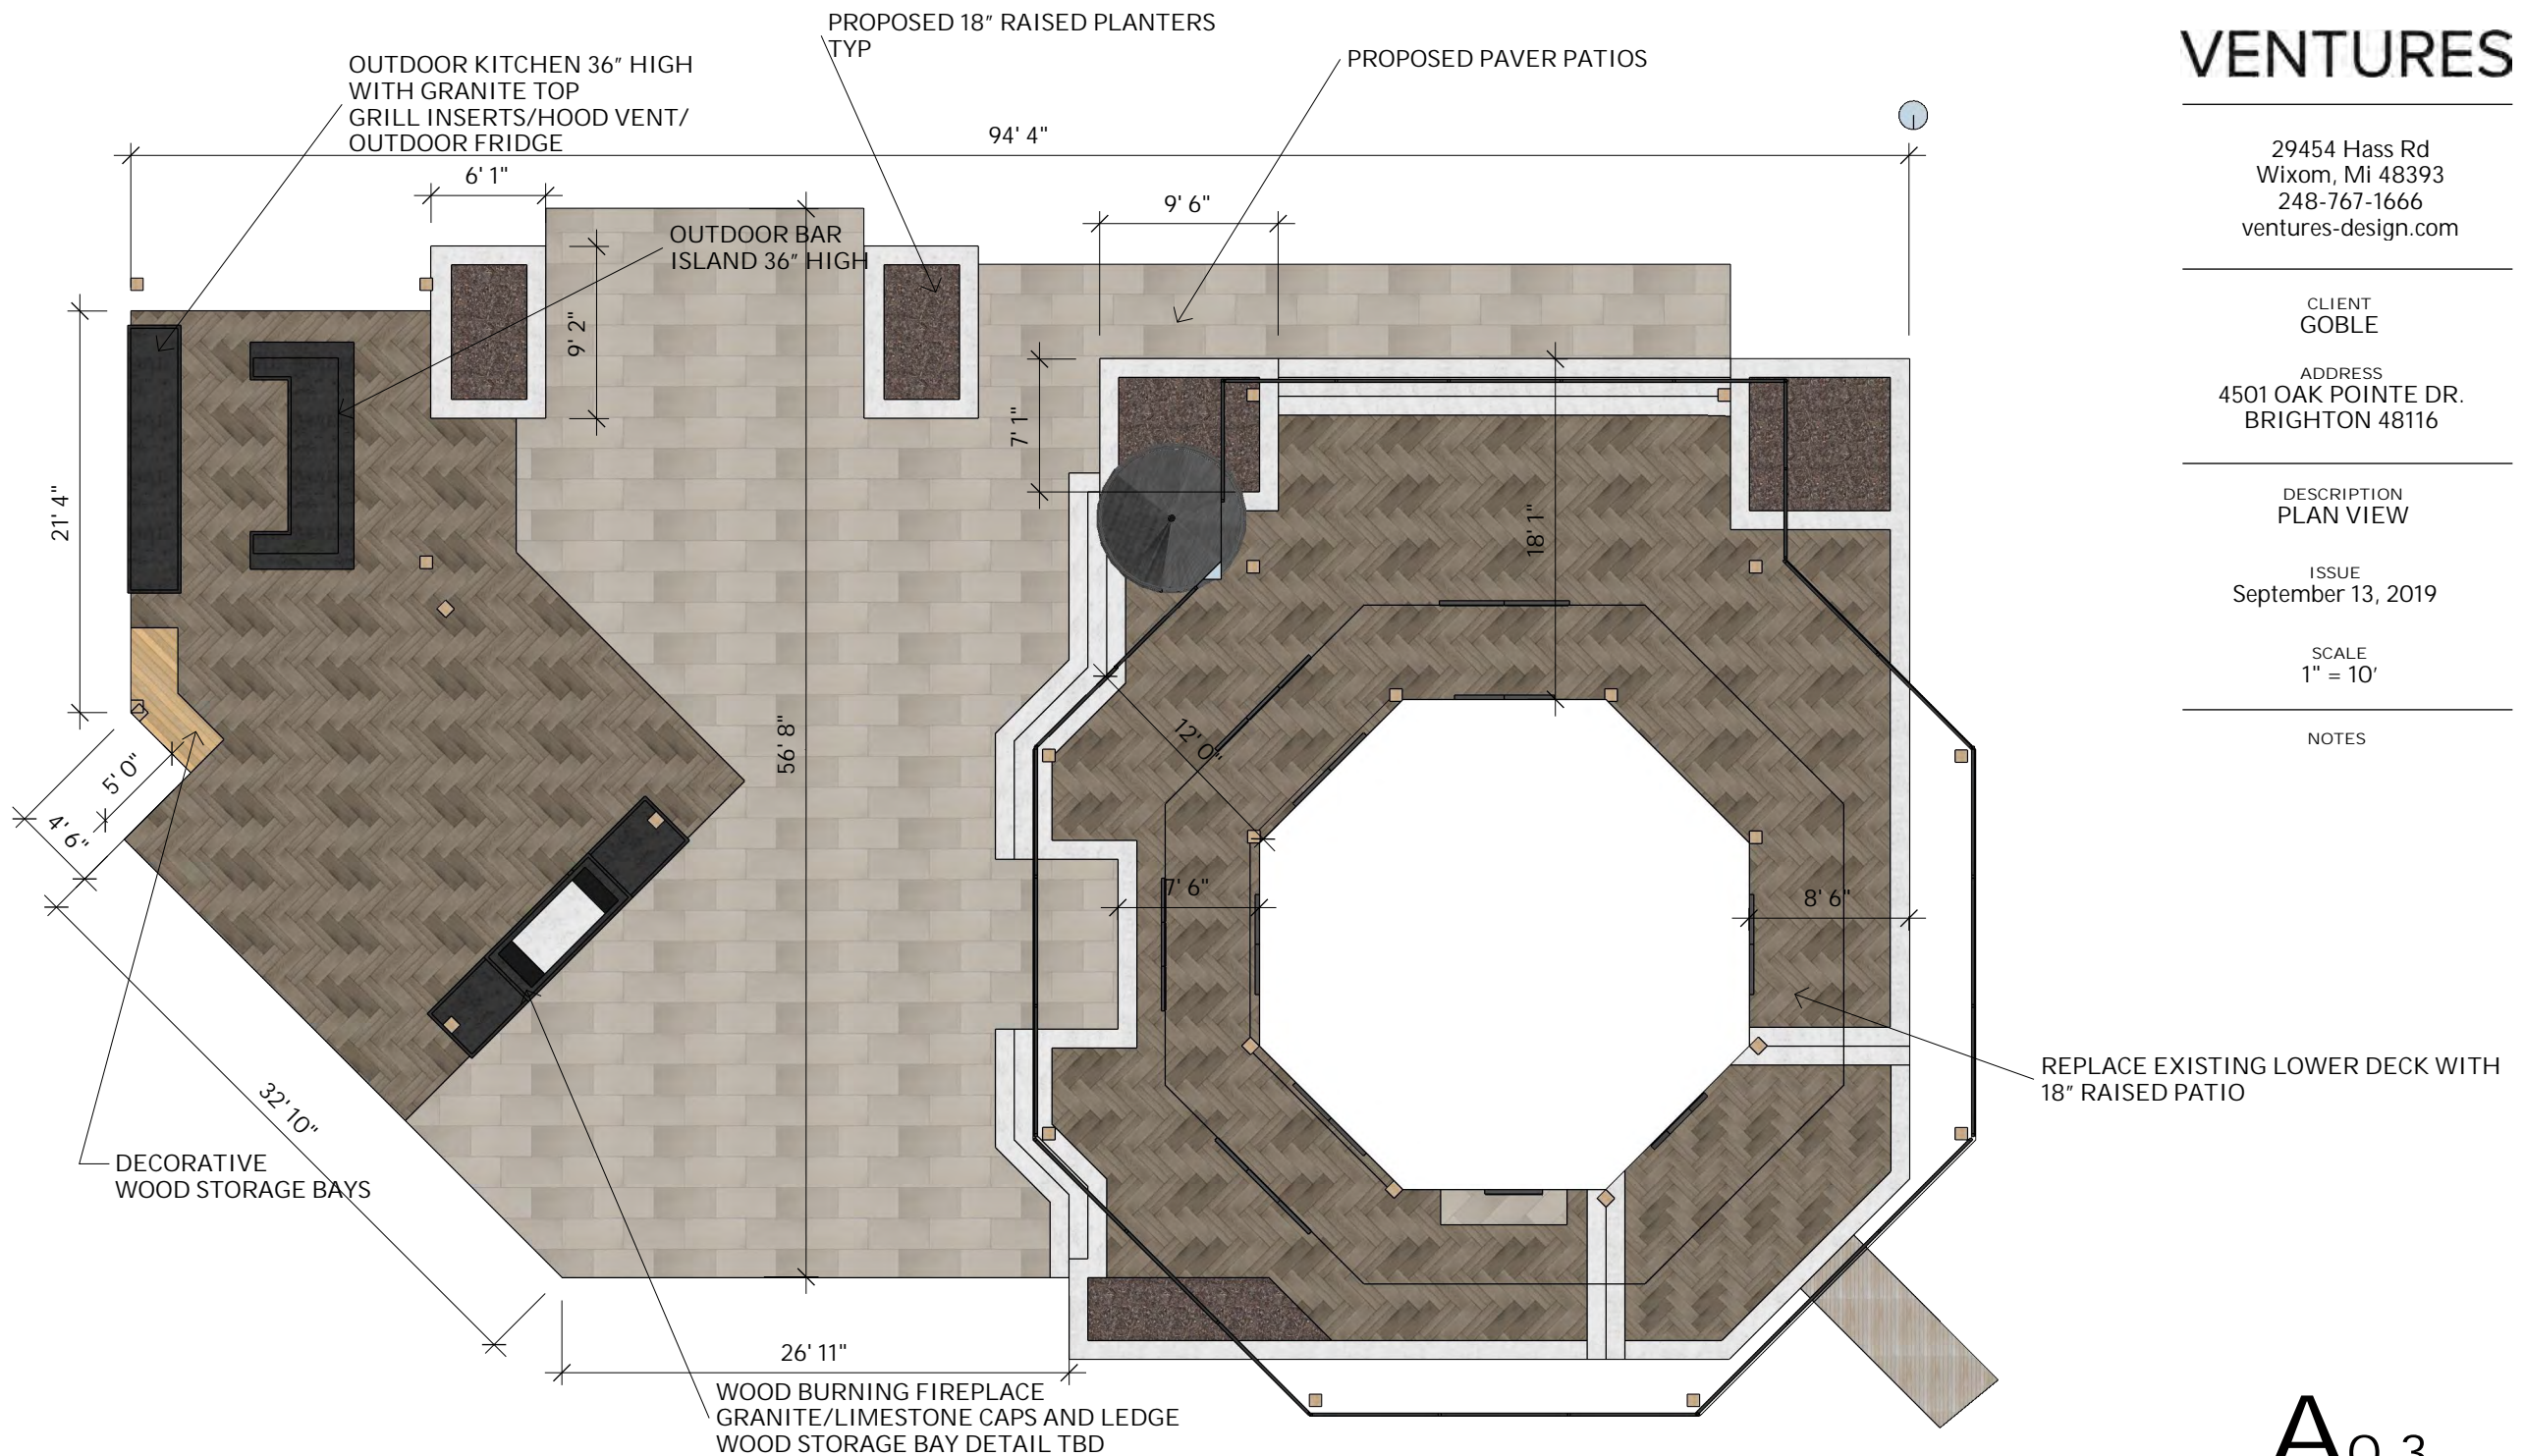 PROPOSED 18" RAISED PLANTERS
TYP
OUTDOOR KITCHEN 36" HIGH
WITH GRANITE TOP
GRILL INSERTS/HOOD VENT/
OUTDOOR FRIDGE
PROPOSED PAVER PATIOS
94' 4"
6' 1"
9' 6"
OUTDOOR BAR
ISLAND 36" HIGH
9' 2"
7' 1"
21' 4"
18' 1"
56' 8"
12' 0"
5' 0"
4' 6"
7' 6"
8' 6"
32' 10"
REPLACE EXISTING LOWER DECK WITH
18" RAISED PATIO
DECORATIVE
WOOD STORAGE BAYS
26' 11"
WOOD BURNING FIREPLACE
GRANITE/LIMESTONE CAPS AND LEDGE
WOOD STORAGE BAY DETAIL TBD
VENTURES
29454 Hass Rd
Wixom, Mi 48393
248-767-1666
ventures-design.com
CLIENT
GOBLE
ADDRESS
4501 OAK POINTE DR.
BRIGHTON 48116
DESCRIPTION
PLAN VIEW
ISSUE
September 13, 2019
SCALE
1" = 10'
NOTES
A0.3